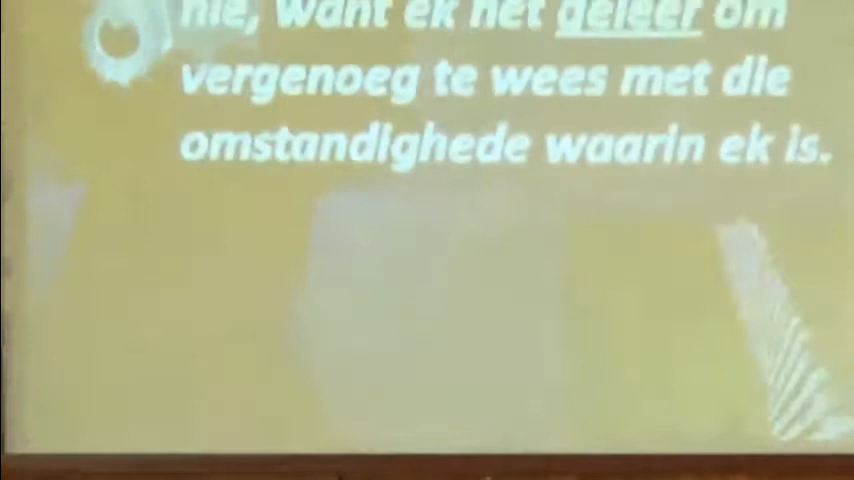 nie, want ek het geleer om
vergenoeg te wees met die
omstandighede waarin ek is.